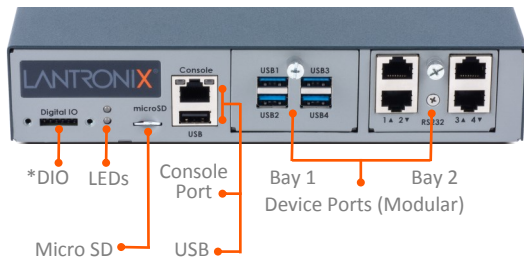 LANTRONIX
Console
USB1 USB3
Digital IO
microSD
USB
USB2 USB4
1▲ 2▼ RS232 3▲ 4▼
*DIO LEDs
Console
Port
Bay 1 Bay 2
Device Ports (Modular)
Micro SD USB